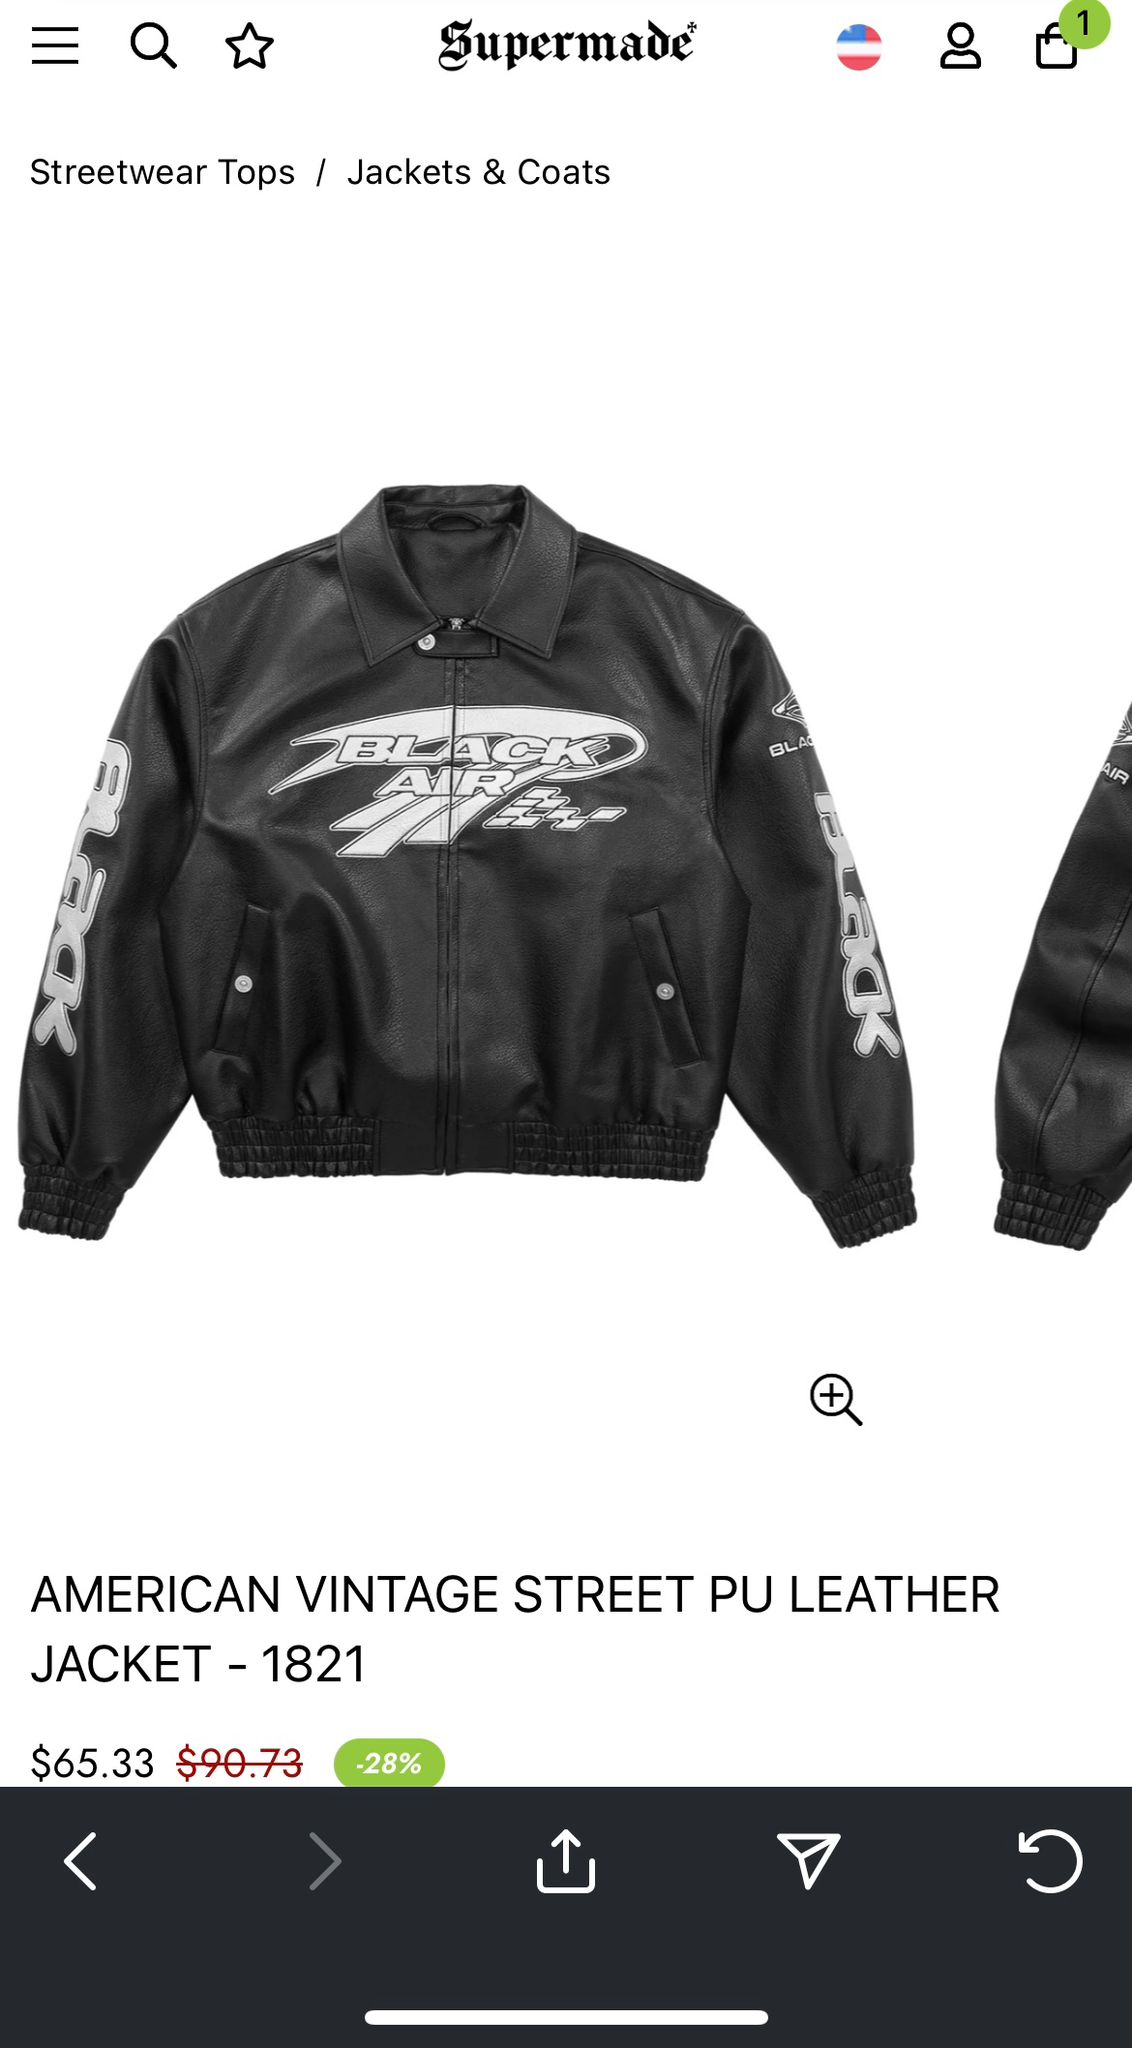 1
Supermade
Streetwear Tops / Jackets & Coats
BLACK
AIR
BLACK
BLACK
AIR
AMERICAN VINTAGE STREET PU LEATHER
JACKET - 1821
$65.33 $90.73 -28%